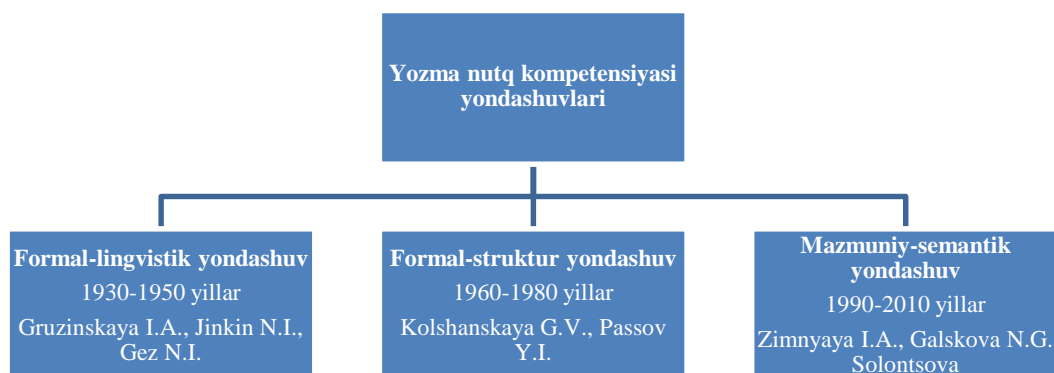 Yozma nutq kompetensiyasi
yondashuvlari
Formal-lingvistik yondashuv
1930-1950 yillar
Gruzinskaya I.A., Jinkin N.I.,
Gez N.I.
Formal-struktur yondashuv
1960-1980 yillar
Kolshanskaya G.V., Passov
Y.I.
Mazmuniy-semantik
yondashuv
1990-2010 yillar
Zimnyaya I.A., Galskova N.G.
Solontsova